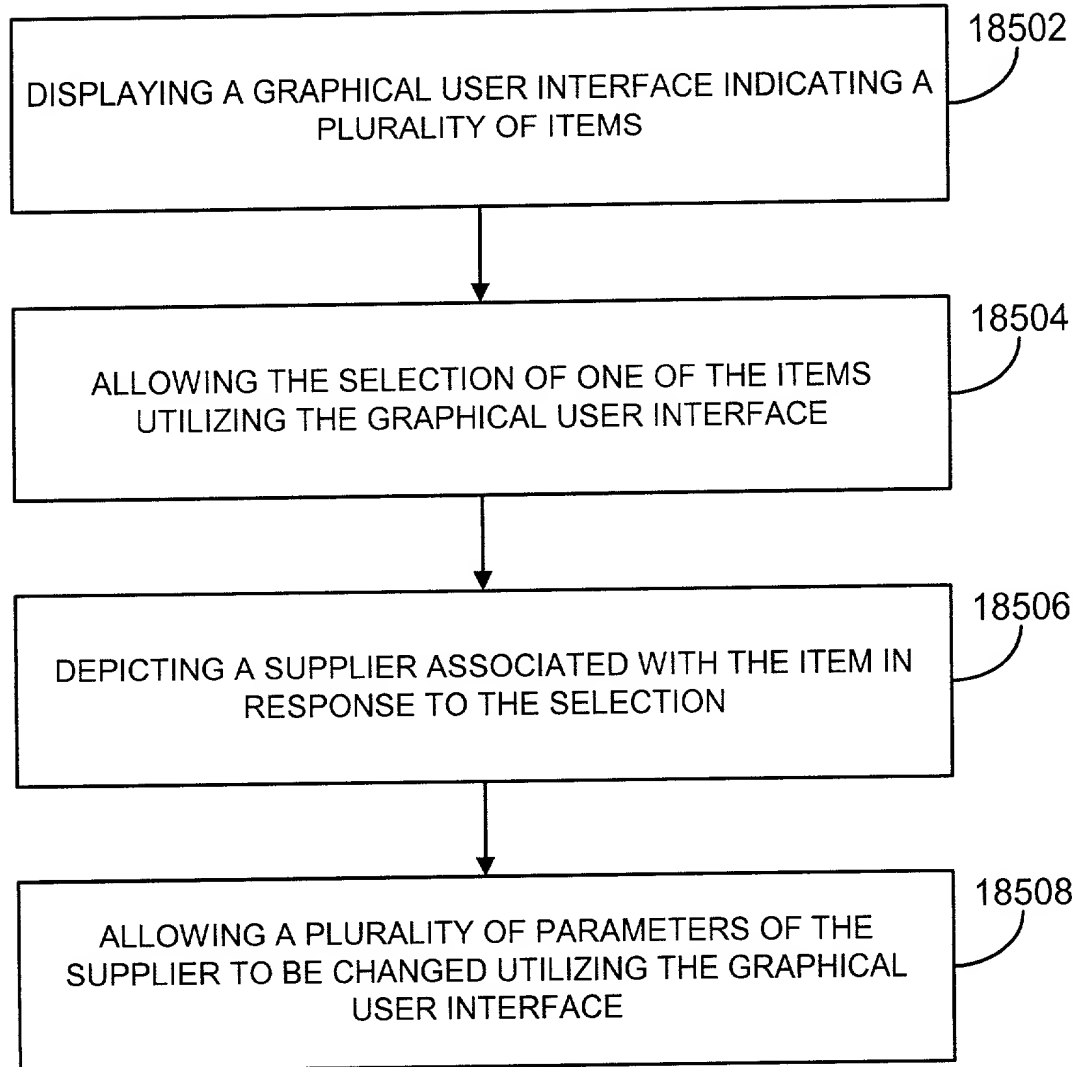 18502
DISPLAYING A GRAPHICAL USER INTERFACE INDICATING A
PLURALITY OF ITEMS
18504
ALLOWING THE SELECTION OF ONE OF THE ITEMS
UTILIZING THE GRAPHICAL USER INTERFACE
18506
DEPICTING A SUPPLIER ASSOCIATED WITH THE ITEM IN
RESPONSE TO THE SELECTION
18508
ALLOWING A PLURALITY OF PARAMETERS OF THE
SUPPLIER TO BE CHANGED UTILIZING THE GRAPHICAL
USER INTERFACE